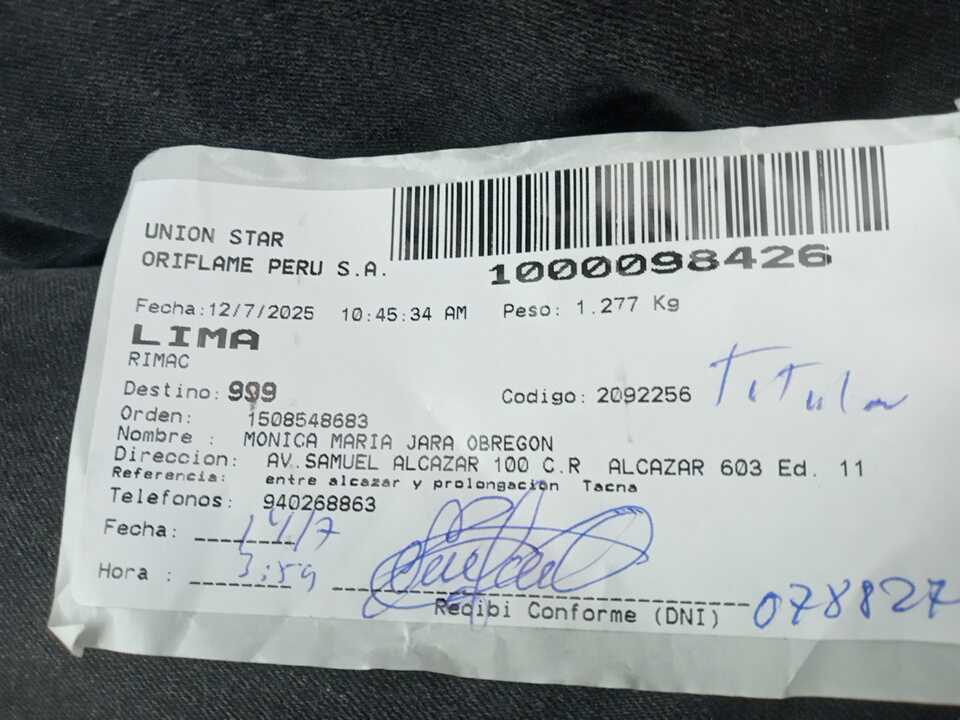 UNION STAR
ORIFLAME PERU S.A.
1000098426
Fecha:12/7/2025 10:45:34 AM Peso: 1.277 Kg
LIMA
RIMAC
Destino: 999
Codigo: 2092256 Titular
Orden: 1508548683
Nombre : MONICA MARIA JARA OBREGON
Direccion: AV.SAMUEL ALCAZAR 100 C.R ALCAZAR 603 Ed. 11
Referencia: entre alcazar y prolongacion Tacna
Telefonos: 940268863
Fecha: 14/7
Hora : 3:59
Recibi Conforme (DNI) 078827